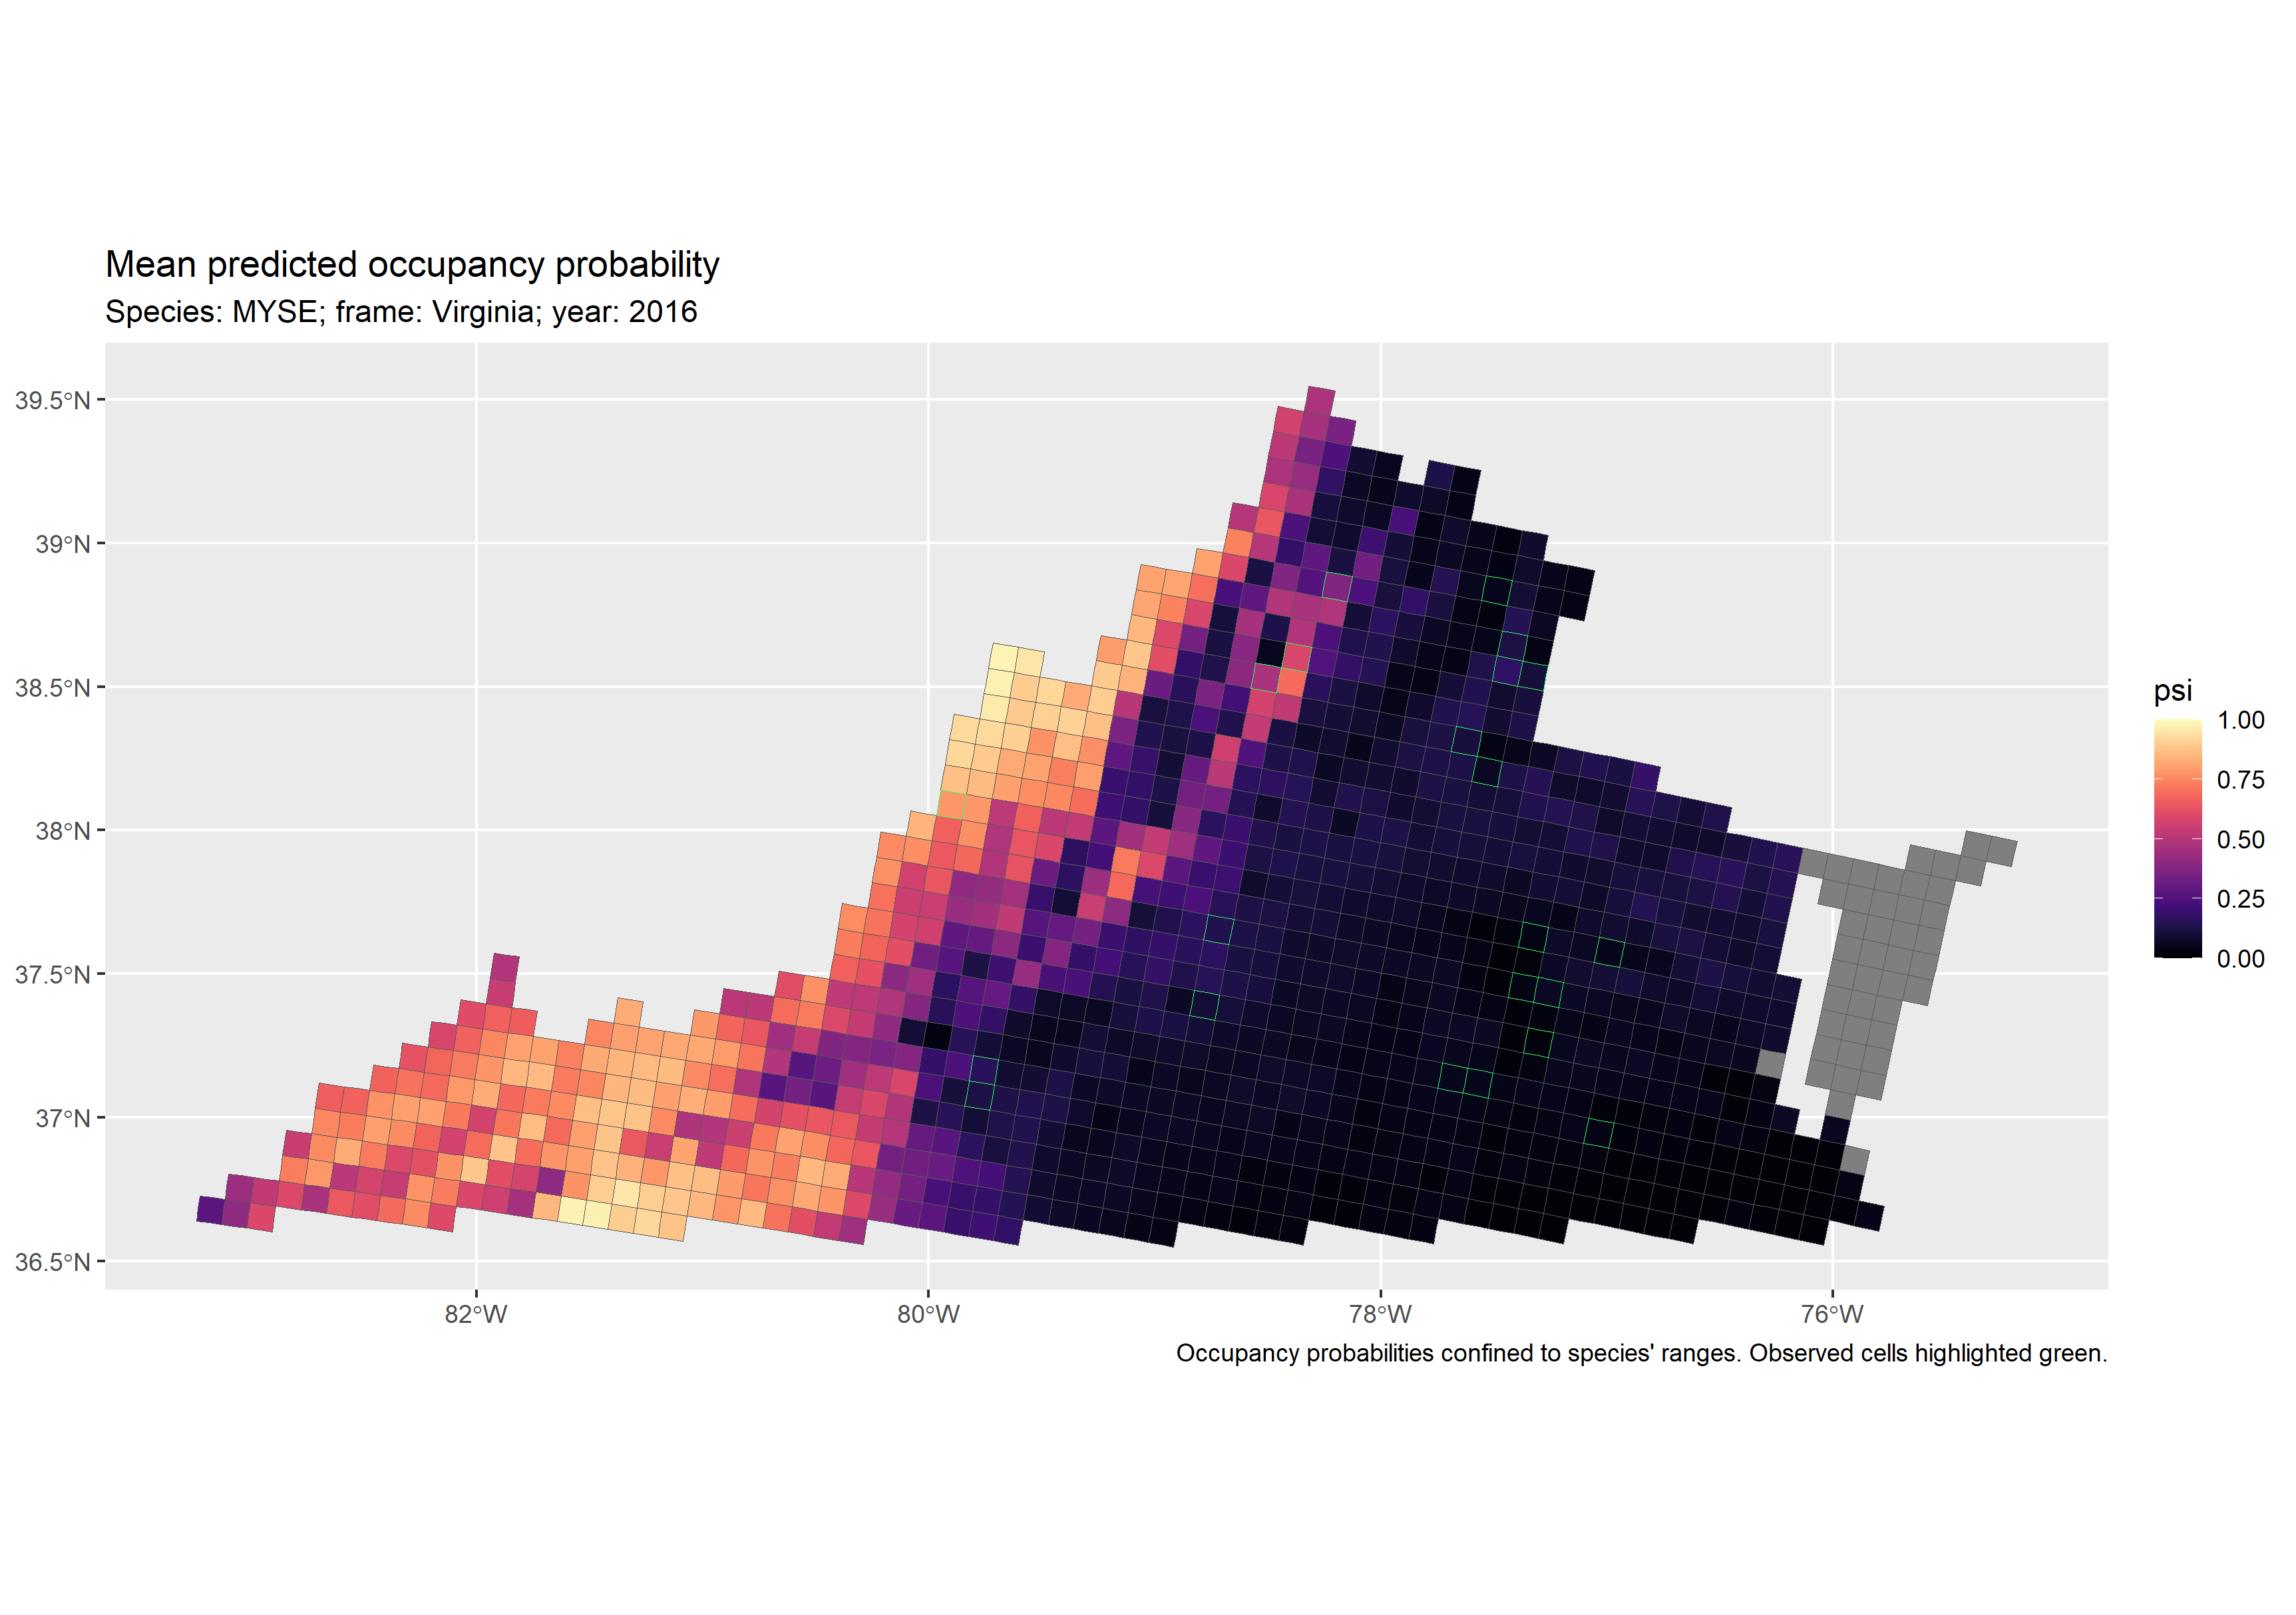 Mean predicted occupancy probability
Species: MYSE; frame: Virginia; year: 2016
39.5°N
39°N
38.5°N
38°N
37.5°N
37°N
36.5°N
82°W
80°W
78°W
76°W
psi
1.00
0.75
0.50
0.25
0.00
Occupancy probabilities confined to species' ranges. Observed cells highlighted green.